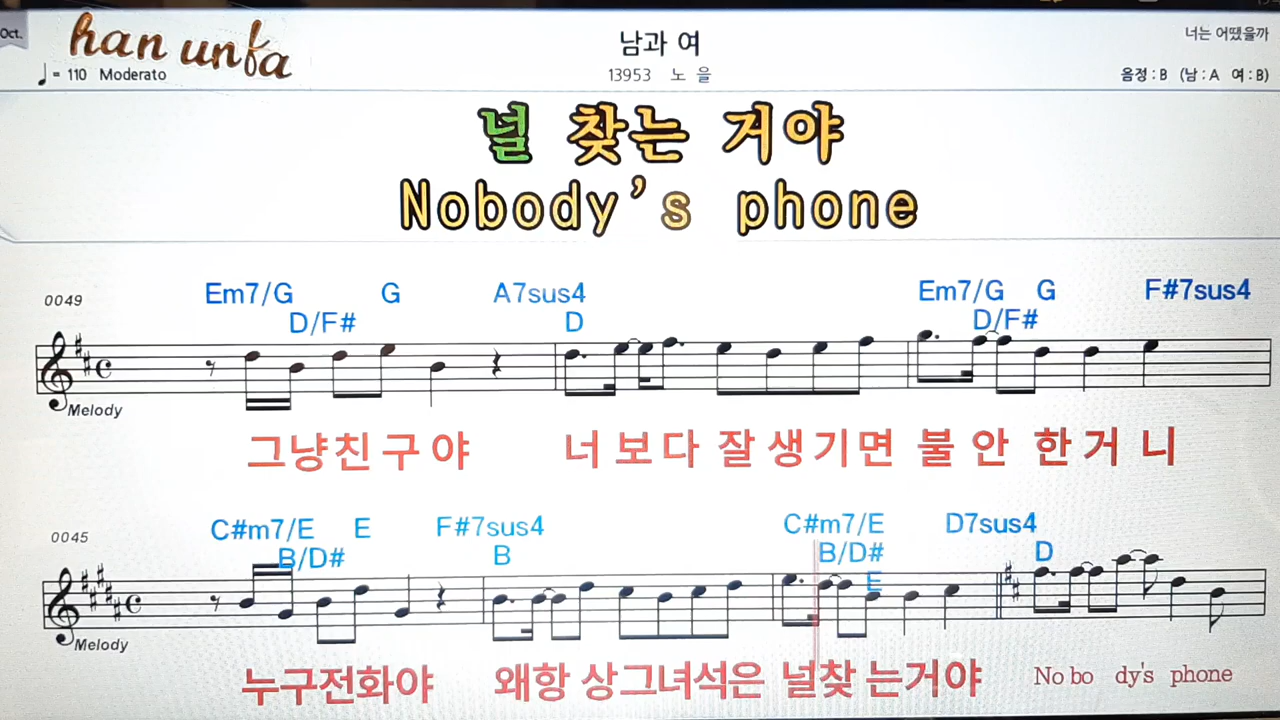 Oct.
han unfa
= 110 Moderato
남과 여
13953 노 을
너는 어땠을까
음정 : B (남 : A 여 : B)
널 찾는 거야
Nobody's phone
0049
Em7/G G A7sus4 Em7/G G F#7sus4
D/F# D D/F#
Melody
그냥친구야 너 보다 잘 생기면 불 안 한거 니
0045
C#m7/E E F#7sus4 C#m7/E D7sus4
B/D# B B/D# D
E
Melody
누구전화야 왜항 상그녀석은 널찾 는거야 No bo dy's phone